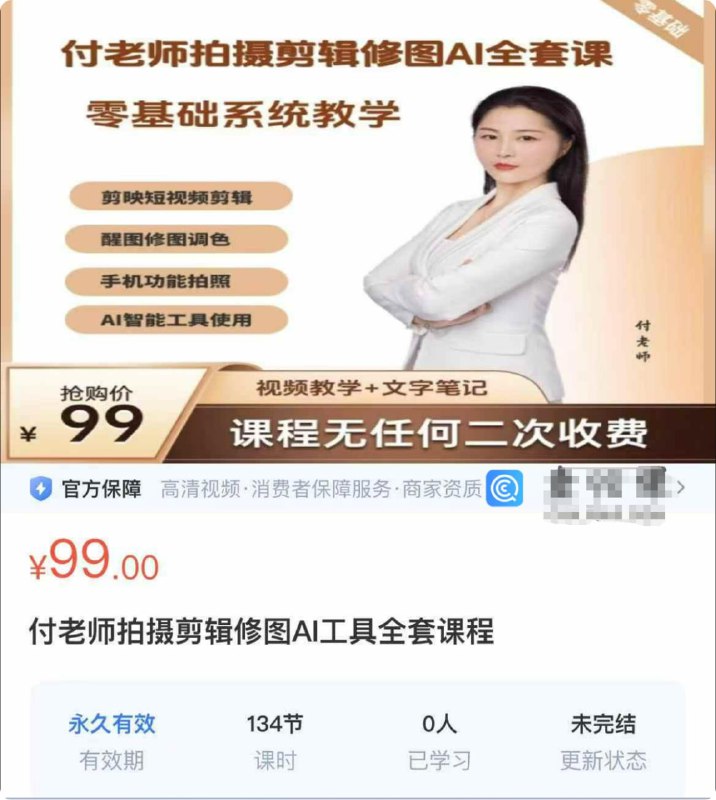 付老师拍摄剪辑修图AI全套课
零基础系统教学
剪映短视频剪辑
醒图修图调色
手机功能拍照
AI智能工具使用
付老师
抢购价
¥ 99
视频教学+文字笔记
课程无任何二次收费
官方保障 高清视频·消费者保障服务·商家资质
¥99.00
付老师拍摄剪辑修图AI工具全套课程
永久有效 134节 0人 未完结
有效期 课时 已学习 更新状态